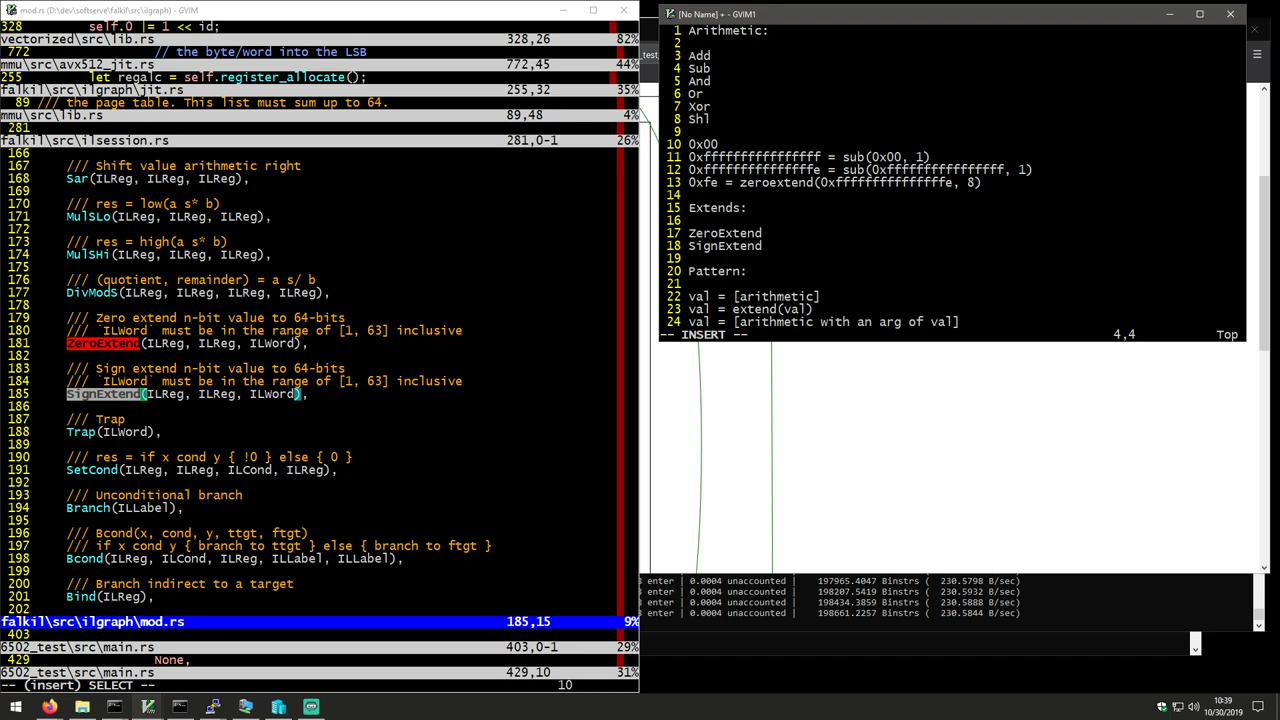 mod.rs (D:\dev\softserve\falkil\src\ilgraph) - GVIM
328 self.0 |= 1 << id;
vectorized\src\lib.rs 328,26 82%
772 // the byte/word into the LSB
mmu\src\avx512_jit.rs 772,45 44%
255 let regalc = self.register_allocate();
falkil\src\ilgraph\jit.rs 255,32 35%
89 /// the page table. This list must sum up to 64.
mmu\src\lib.rs 89,48 4%
281
falkil\src\ilsession.rs 281,0-1 26%
166
167 /// Shift value arithmetic right
168 Sar(ILReg, ILReg, ILReg),
169
170 /// res = low(a s* b)
171 MulSLo(ILReg, ILReg, ILReg),
172
173 /// res = high(a s* b)
174 MulSHi(ILReg, ILReg, ILReg),
175
176 /// (quotient, remainder) = a s/ b
177 DivModS(ILReg, ILReg, ILReg, ILReg),
178
179 /// Zero extend n-bit value to 64-bits
180 /// `ILWord` must be in the range of [1, 63] inclusive
181 ZeroExtend(ILReg, ILReg, ILWord),
182
183 /// Sign extend n-bit value to 64-bits
184 /// `ILWord` must be in the range of [1, 63] inclusive
185 SignExtend(ILReg, ILReg, ILWord),
186
187 /// Trap
188 Trap(ILWord),
189
190 /// res = if x cond y { !0 } else { 0 }
191 SetCond(ILReg, ILReg, ILCond, ILReg),
192
193 /// Unconditional branch
194 Branch(ILLabel),
195
196 /// Bcond(x, cond, y, ttgt, ftgt)
197 /// if x cond y { branch to ttgt } else { branch to ftgt }
198 Bcond(ILReg, ILCond, ILReg, ILLabel, ILLabel),
199
200 /// Branch indirect to a target
201 Bind(ILReg),
202
falkil\src\ilgraph\mod.rs 185,15 9%
403
6502_test\src\main.rs 403,0-1 29%
429 None,
6502_test\src\main.rs 429,10 31%
-- (insert) SELECT -- 10
[No Name] + - GVIM1
1 Arithmetic:
2
3 Add
4 Sub
5 And
6 Or
7 Xor
8 Shl
9
10 0x00
11 0xffffffffffffffff = sub(0x00, 1)
12 0xfffffffffffffffe = sub(0xffffffffffffffff, 1)
13 0xfe = zeroextend(0xfffffffffffffffe, 8)
14
15 Extends:
16
17 ZeroExtend
18 SignExtend
19
20 Pattern:
21
22 val = [arithmetic]
23 val = extend(val)
24 val = [arithmetic with an arg of val]
-- INSERT -- 4,4 Top
enter | 0.0004 unaccounted | 197965.4047 Binstrs ( 230.5798 B/sec)
enter | 0.0004 unaccounted | 198207.5419 Binstrs ( 230.5932 B/sec)
enter | 0.0004 unaccounted | 198434.3859 Binstrs ( 230.5888 B/sec)
enter | 0.0004 unaccounted | 198661.2257 Binstrs ( 230.5844 B/sec)
10:39
10/30/2019